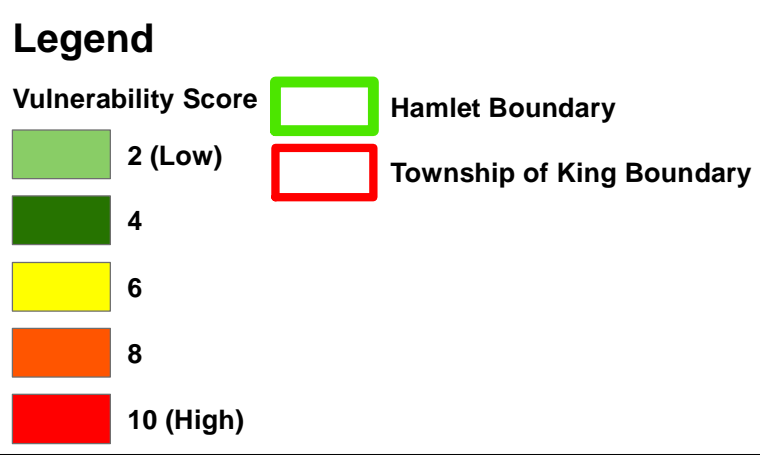 Legend
Vulnerability Score
2 (Low)
4
6
8
10 (High)
Hamlet Boundary
Township of King Boundary